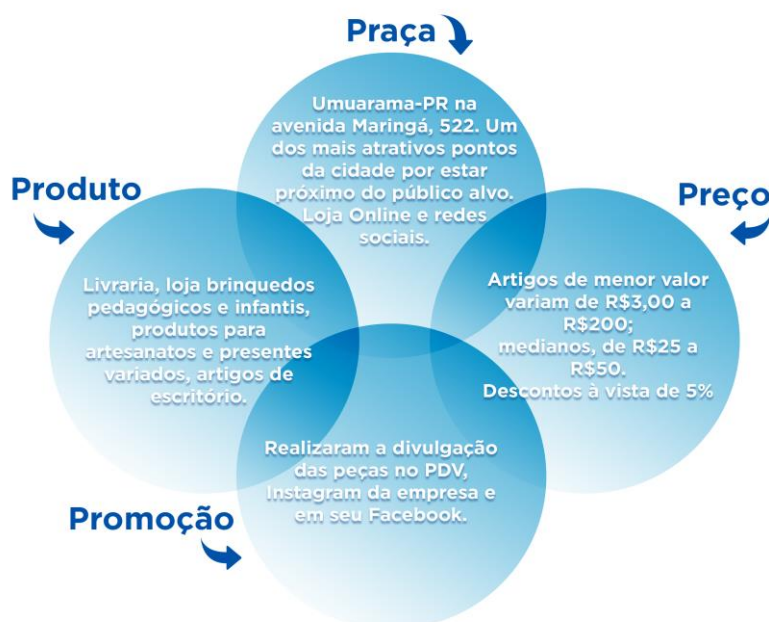 Praça
Umuarama-PR na
avenida Maringá, 522. Um
dos mais atrativos pontos
da cidade por estar
próximo do público alvo.
Loja Online e redes
sociais.
Produto
Livraria, loja brinquedos
pedagógicos e infantis,
produtos para
artesanatos e presentes
variados, artigos de
escritório.
Preço
Artigos de menor valor
variam de R$3,00 a
R$200;
medianos, de R$25 a
R$50.
Descontos à vista de 5%
Promoção
Realizaram a divulgação
das peças no PDV,
Instagram da empresa e
em seu Facebook.